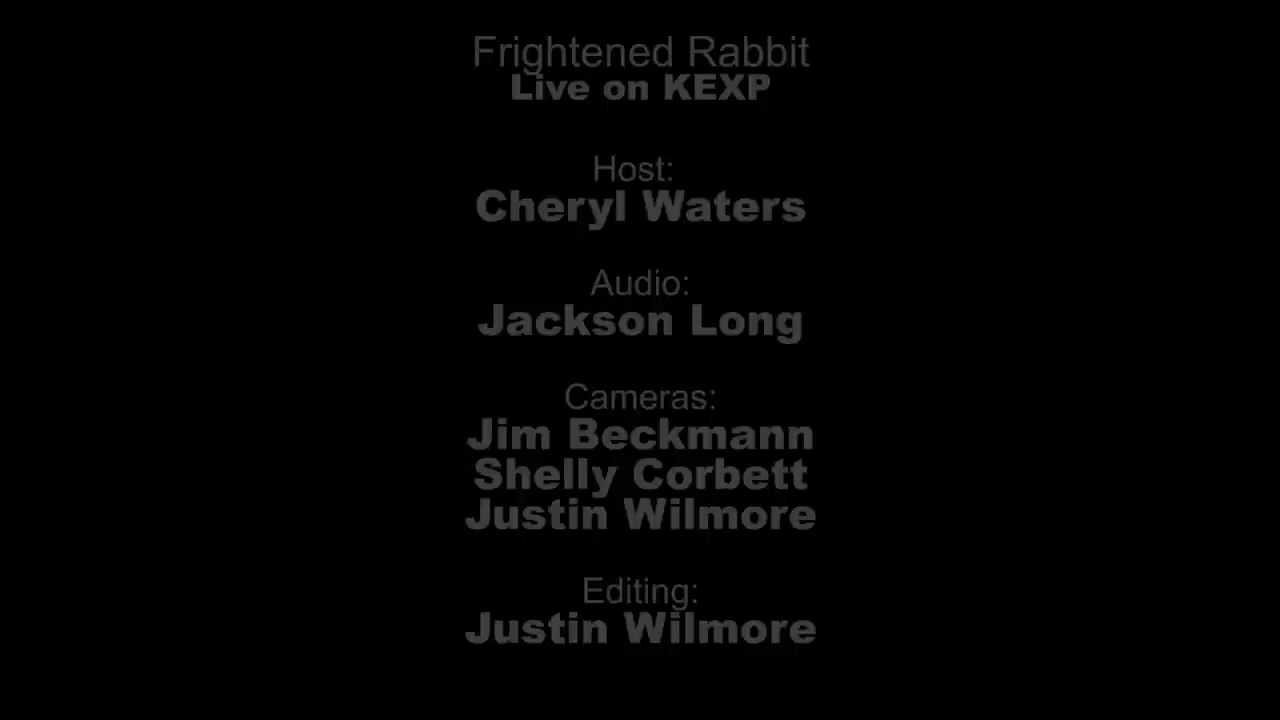 Frightened Rabbit
Live on KEXP
Host:
Cheryl Waters
Audio:
Jackson Long
Cameras:
Jim Beckmann
Shelly Corbett
Justin Wilmore
Editing:
Justin Wilmore